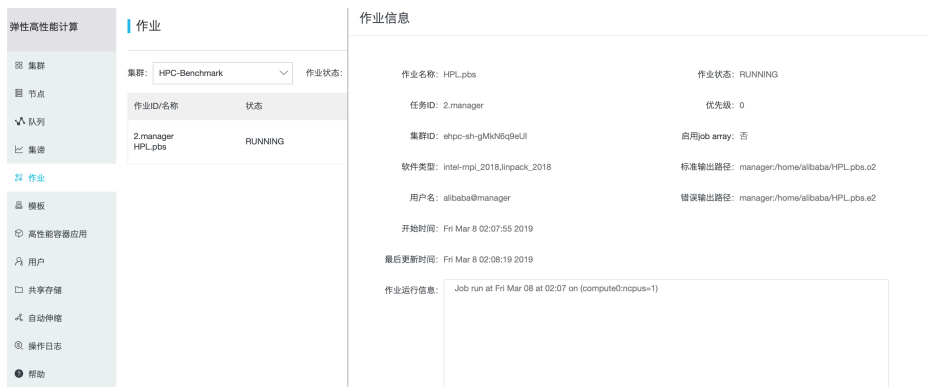 弹性高性能计算
集群
节点
队列
集谛
作业
模板
高性能容器应用
用户
共享存储
自动伸缩
操作日志
帮助
作业
集群: HPC-Benchmark 作业状态:
作业ID/名称 状态
2.manager
HPL.pbs
RUNNING
作业信息
作业名称: HPL.pbs 作业状态: RUNNING
任务ID: 2.manager 优先级: 0
集群ID: ehpc-sh-gMkN6q9eUl 启用job array: 否
软件类型: intel-mpi_2018,linpack_2018 标准输出路径: manager:/home/alibaba/HPL.pbs.o2
用户名: alibaba@manager 错误输出路径: manager:/home/alibaba/HPL.pbs.e2
开始时间: Fri Mar 8 02:07:55 2019
最后更新时间: Fri Mar 8 02:08:19 2019
作业运行信息: Job run at Fri Mar 08 at 02:07 on (compute0:ncpus=1)